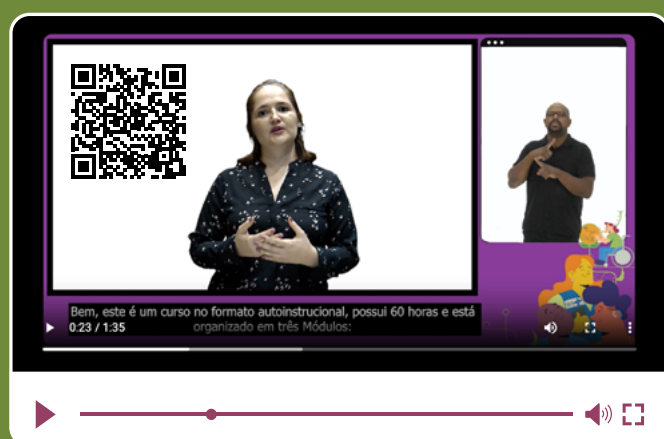 Bem, este é um curso no formato autoinstrucional, possui 60 horas e está
organizado em três Módulos:
0:23 / 1:35